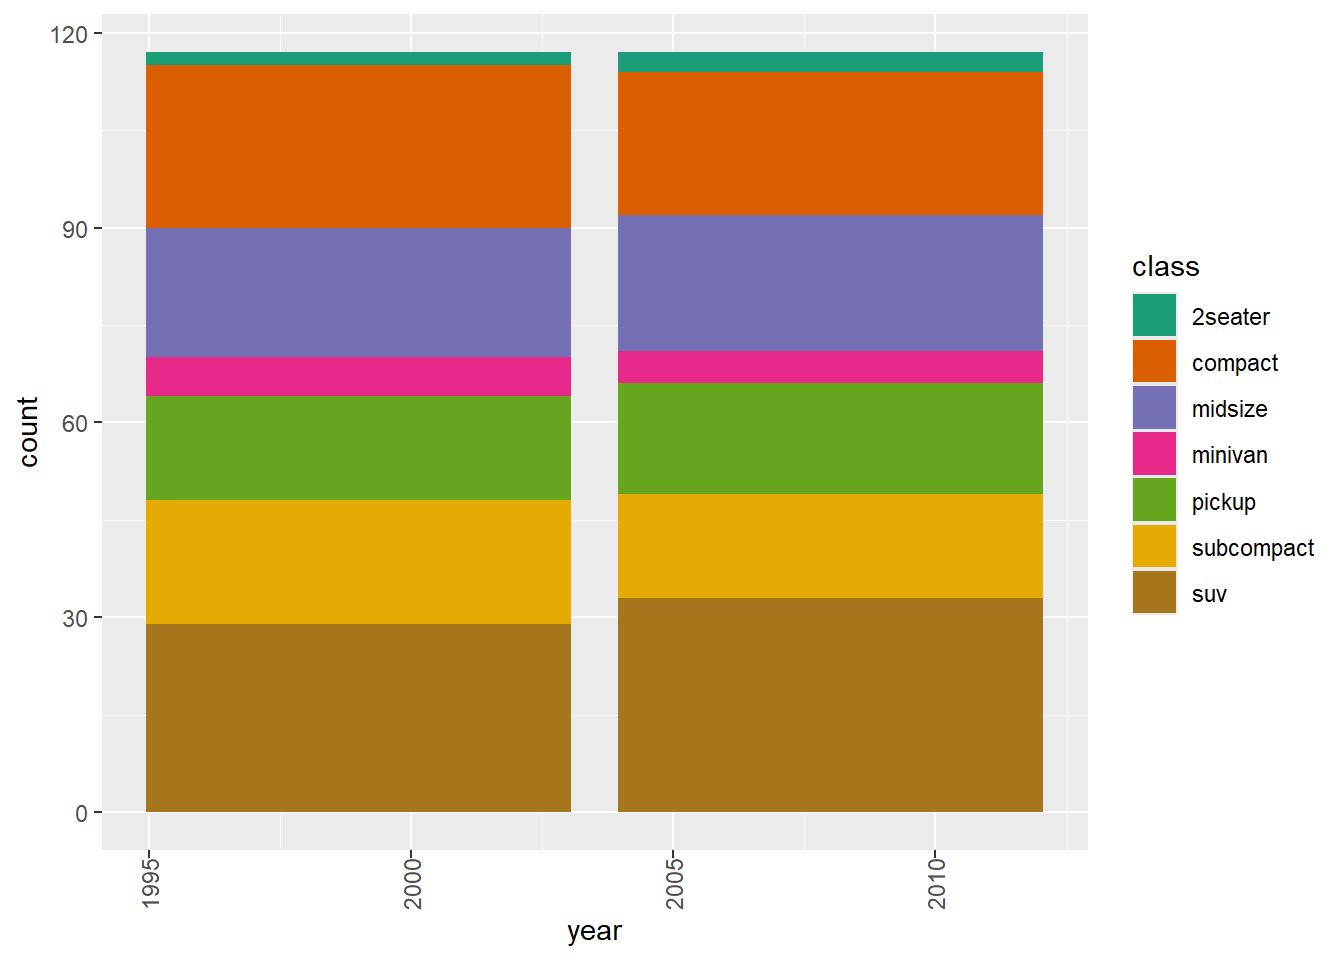 120
90
60
30
0
count
1995
2000
2005
2010
year
class
2seater
compact
midsize
minivan
pickup
subcompact
suv